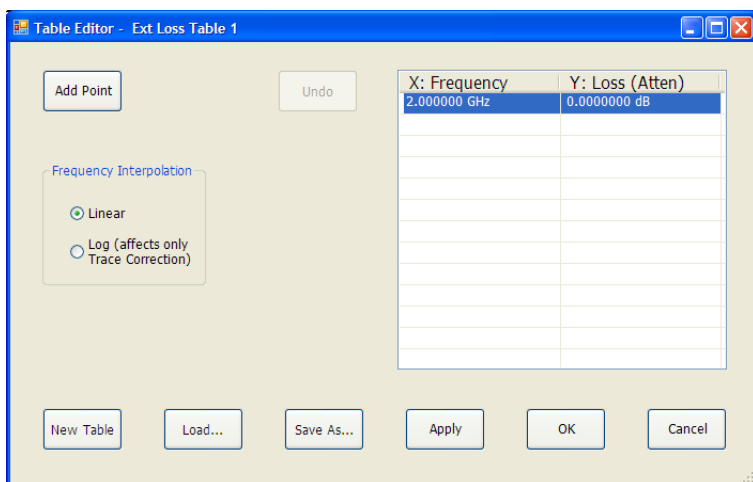 Table Editor - Ext Loss Table 1
Add Point
Undo
X: Frequency Y: Loss (Atten)
2.000000 GHz 0.0000000 dB
Frequency Interpolation
Linear
Log (affects only
Trace Correction)
New Table Load... Save As... Apply OK Cancel